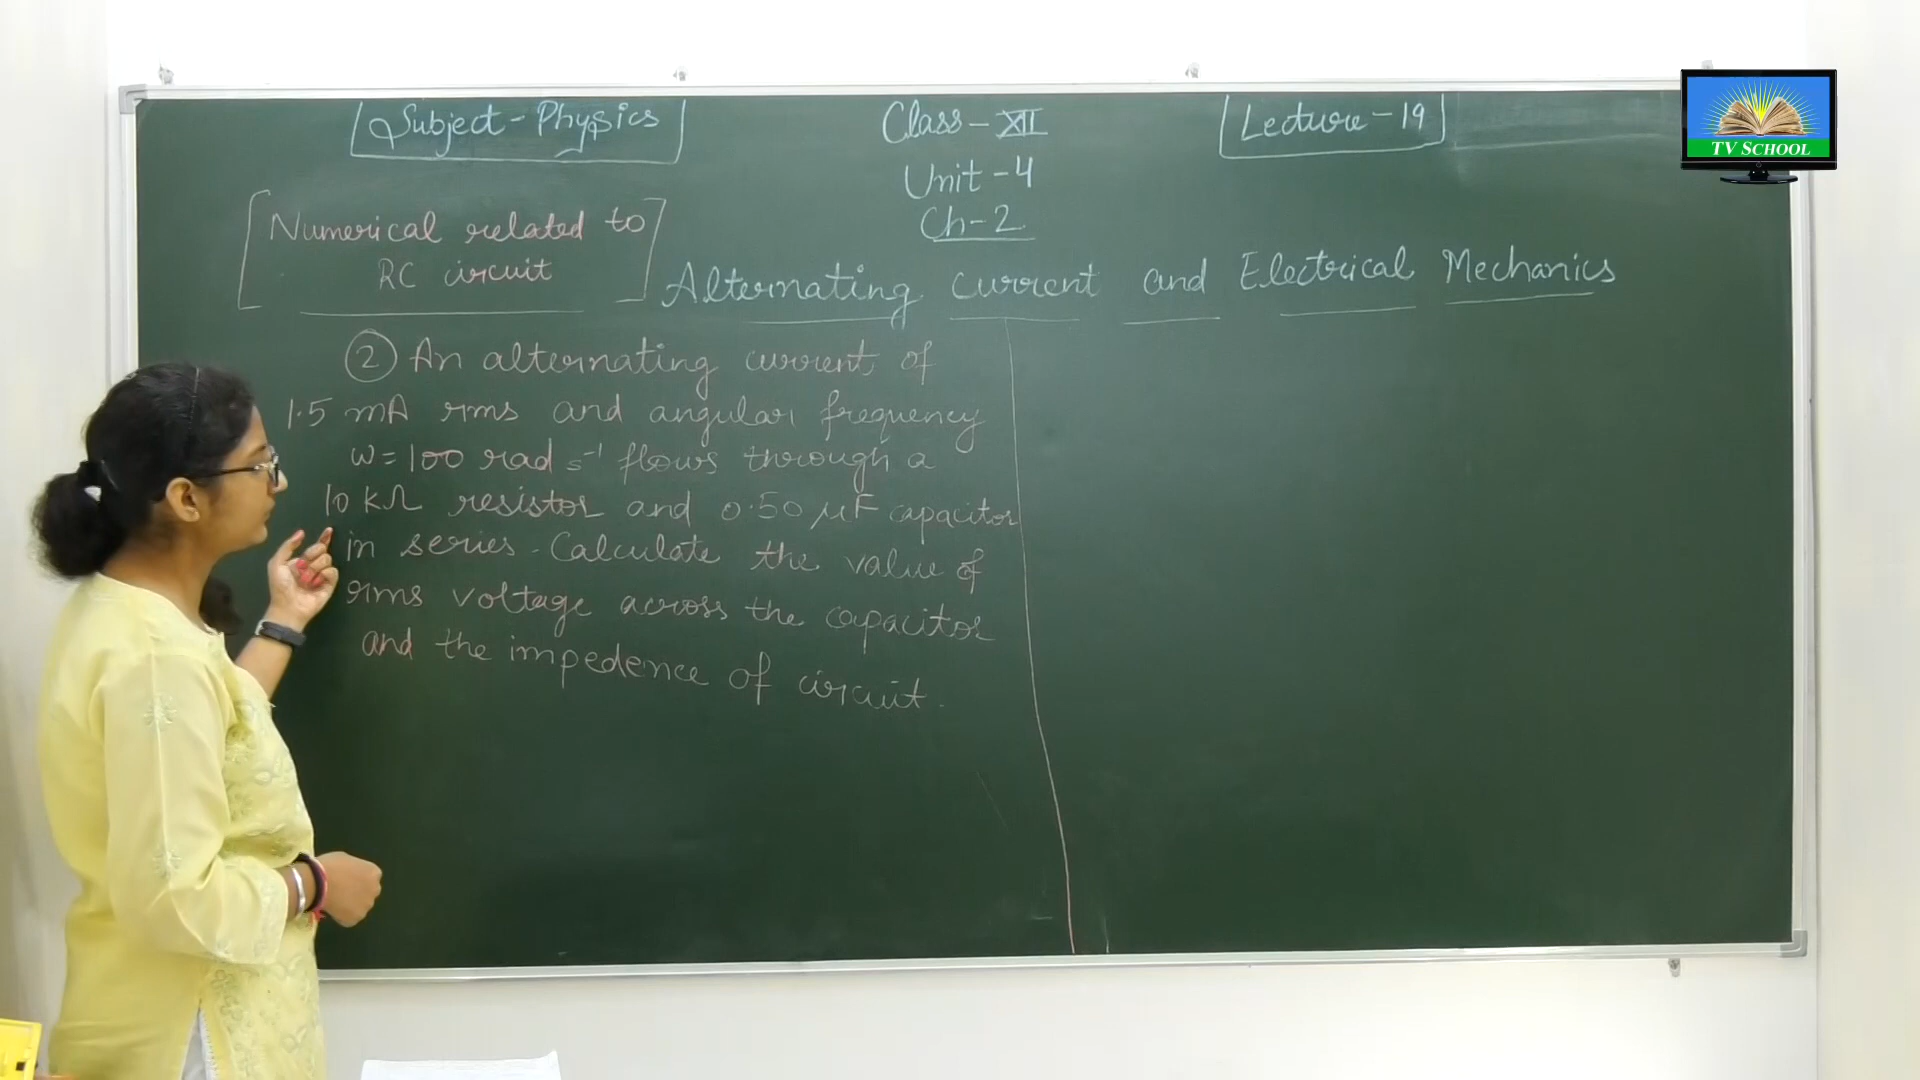 Subject - Physics
Class - XII
Lecture - 19
Unit - 4
Ch - 2
Numerical related to
RC circuit
Alternating current and Electrical Mechanics
② An alternating current of
1.5 mA rms and angular frequency
ω = 100 rad s⁻¹ flows through a
10 kΩ resistor and 0.50 μF capacitor
in series. Calculate the value of
rms voltage across the capacitor
and the impedence of circuit.
TV SCHOOL